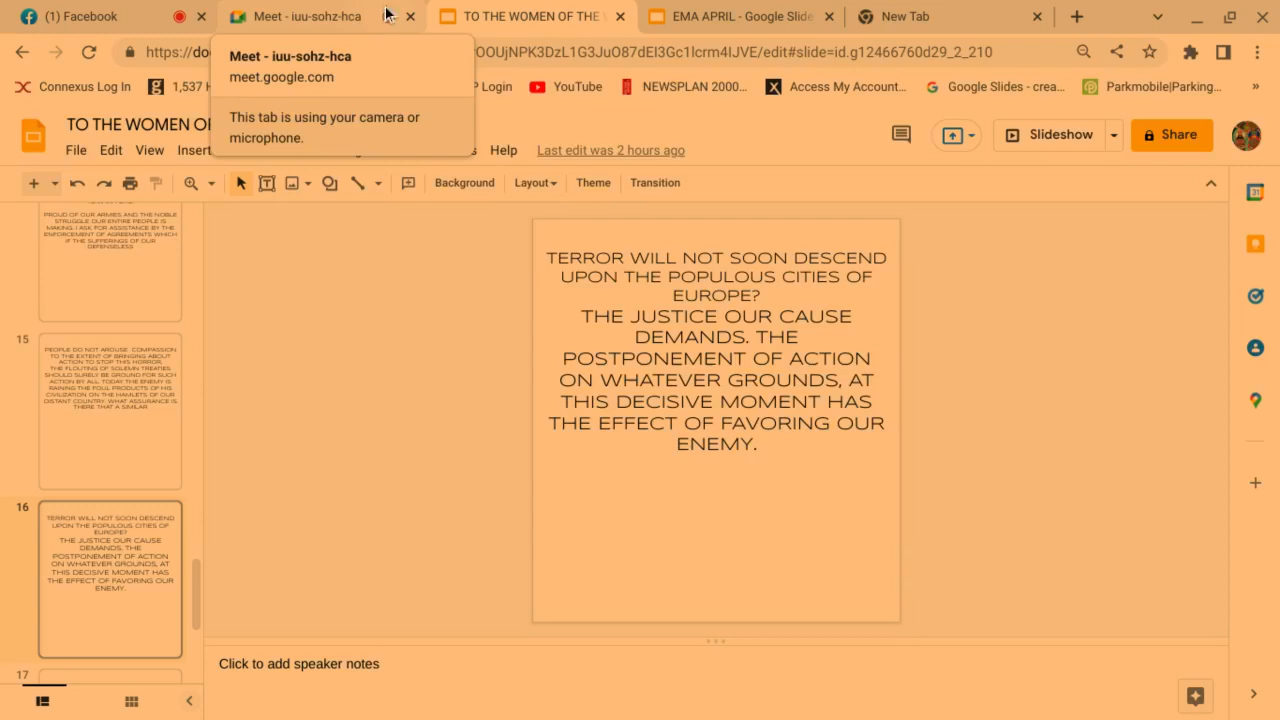 (1) Facebook
Meet - iuu-sohz-hca
TO THE WOMEN OF THE
EMA APRIL - Google Slide
New Tab
https://do
OUjNPK3DzL1G3JuO87dEI3Gc1lcrm4IJVE/edit#slide=id.g12466760d29_2_210
Meet - iuu-sohz-hca
meet.google.com
This tab is using your camera or
microphone.
Connexus Log In
1,537 H
P Login
YouTube
NEWSPLAN 2000...
Access My Account...
Google Slides - crea...
Parkmobile|Parking...
»
TO THE WOMEN OF
File Edit View Insert Help Last edit was 2 hours ago
Slideshow
Share
Background
Layout
Theme
Transition
31
PROUD OF OUR ARMIES AND THE NOBLE
STRUGGLE OUR ENTIRE PEOPLE IS
MAKING. I ASK FOR ASSISTANCE BY THE
ENFORCEMENT OF AGREEMENTS WHICH
IF THE SUFFERINGS OF OUR
DEFENSELESS
15
PEOPLE DO NOT AROUSE COMPASSION
TO THE EXTENT OF BRINGING ABOUT
ACTION TO STOP THIS HORROR,
THE FLOUTING OF SOLEMN TREATIES
SHOULD SURELY BE GROUND FOR SUCH
ACTION BY ALL. TODAY THE ENEMY IS
RAINING THE FOUL PRODUCTS OF HIS
CIVILIZATION ON THE HAMLETS OF OUR
DISTANT COUNTRY. WHAT ASSURANCE IS
THERE THAT A SIMILAR
16
TERROR WILL NOT SOON DESCEND
UPON THE POPULOUS CITIES OF
EUROPE?
THE JUSTICE OUR CAUSE
DEMANDS. THE
POSTPONEMENT OF ACTION
ON WHATEVER GROUNDS, AT
THIS DECISIVE MOMENT HAS
THE EFFECT OF FAVORING OUR
ENEMY.
17
TERROR WILL NOT SOON DESCEND
UPON THE POPULOUS CITIES OF
EUROPE?
THE JUSTICE OUR CAUSE
DEMANDS. THE
POSTPONEMENT OF ACTION
ON WHATEVER GROUNDS, AT
THIS DECISIVE MOMENT HAS
THE EFFECT OF FAVORING OUR
ENEMY.
Click to add speaker notes